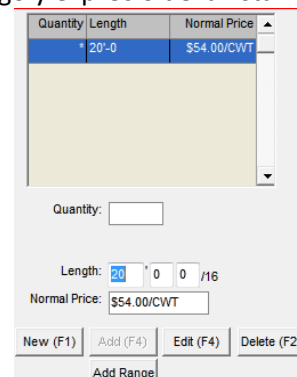 Quantity Length Normal Price
* 20'-0 $54.00/CWT
Quantity:
Length: 20 ' 0 0 /16
Normal Price: $54.00/CWT
New (F1) Add (F4) Edit (F4) Delete (F2
Add Range